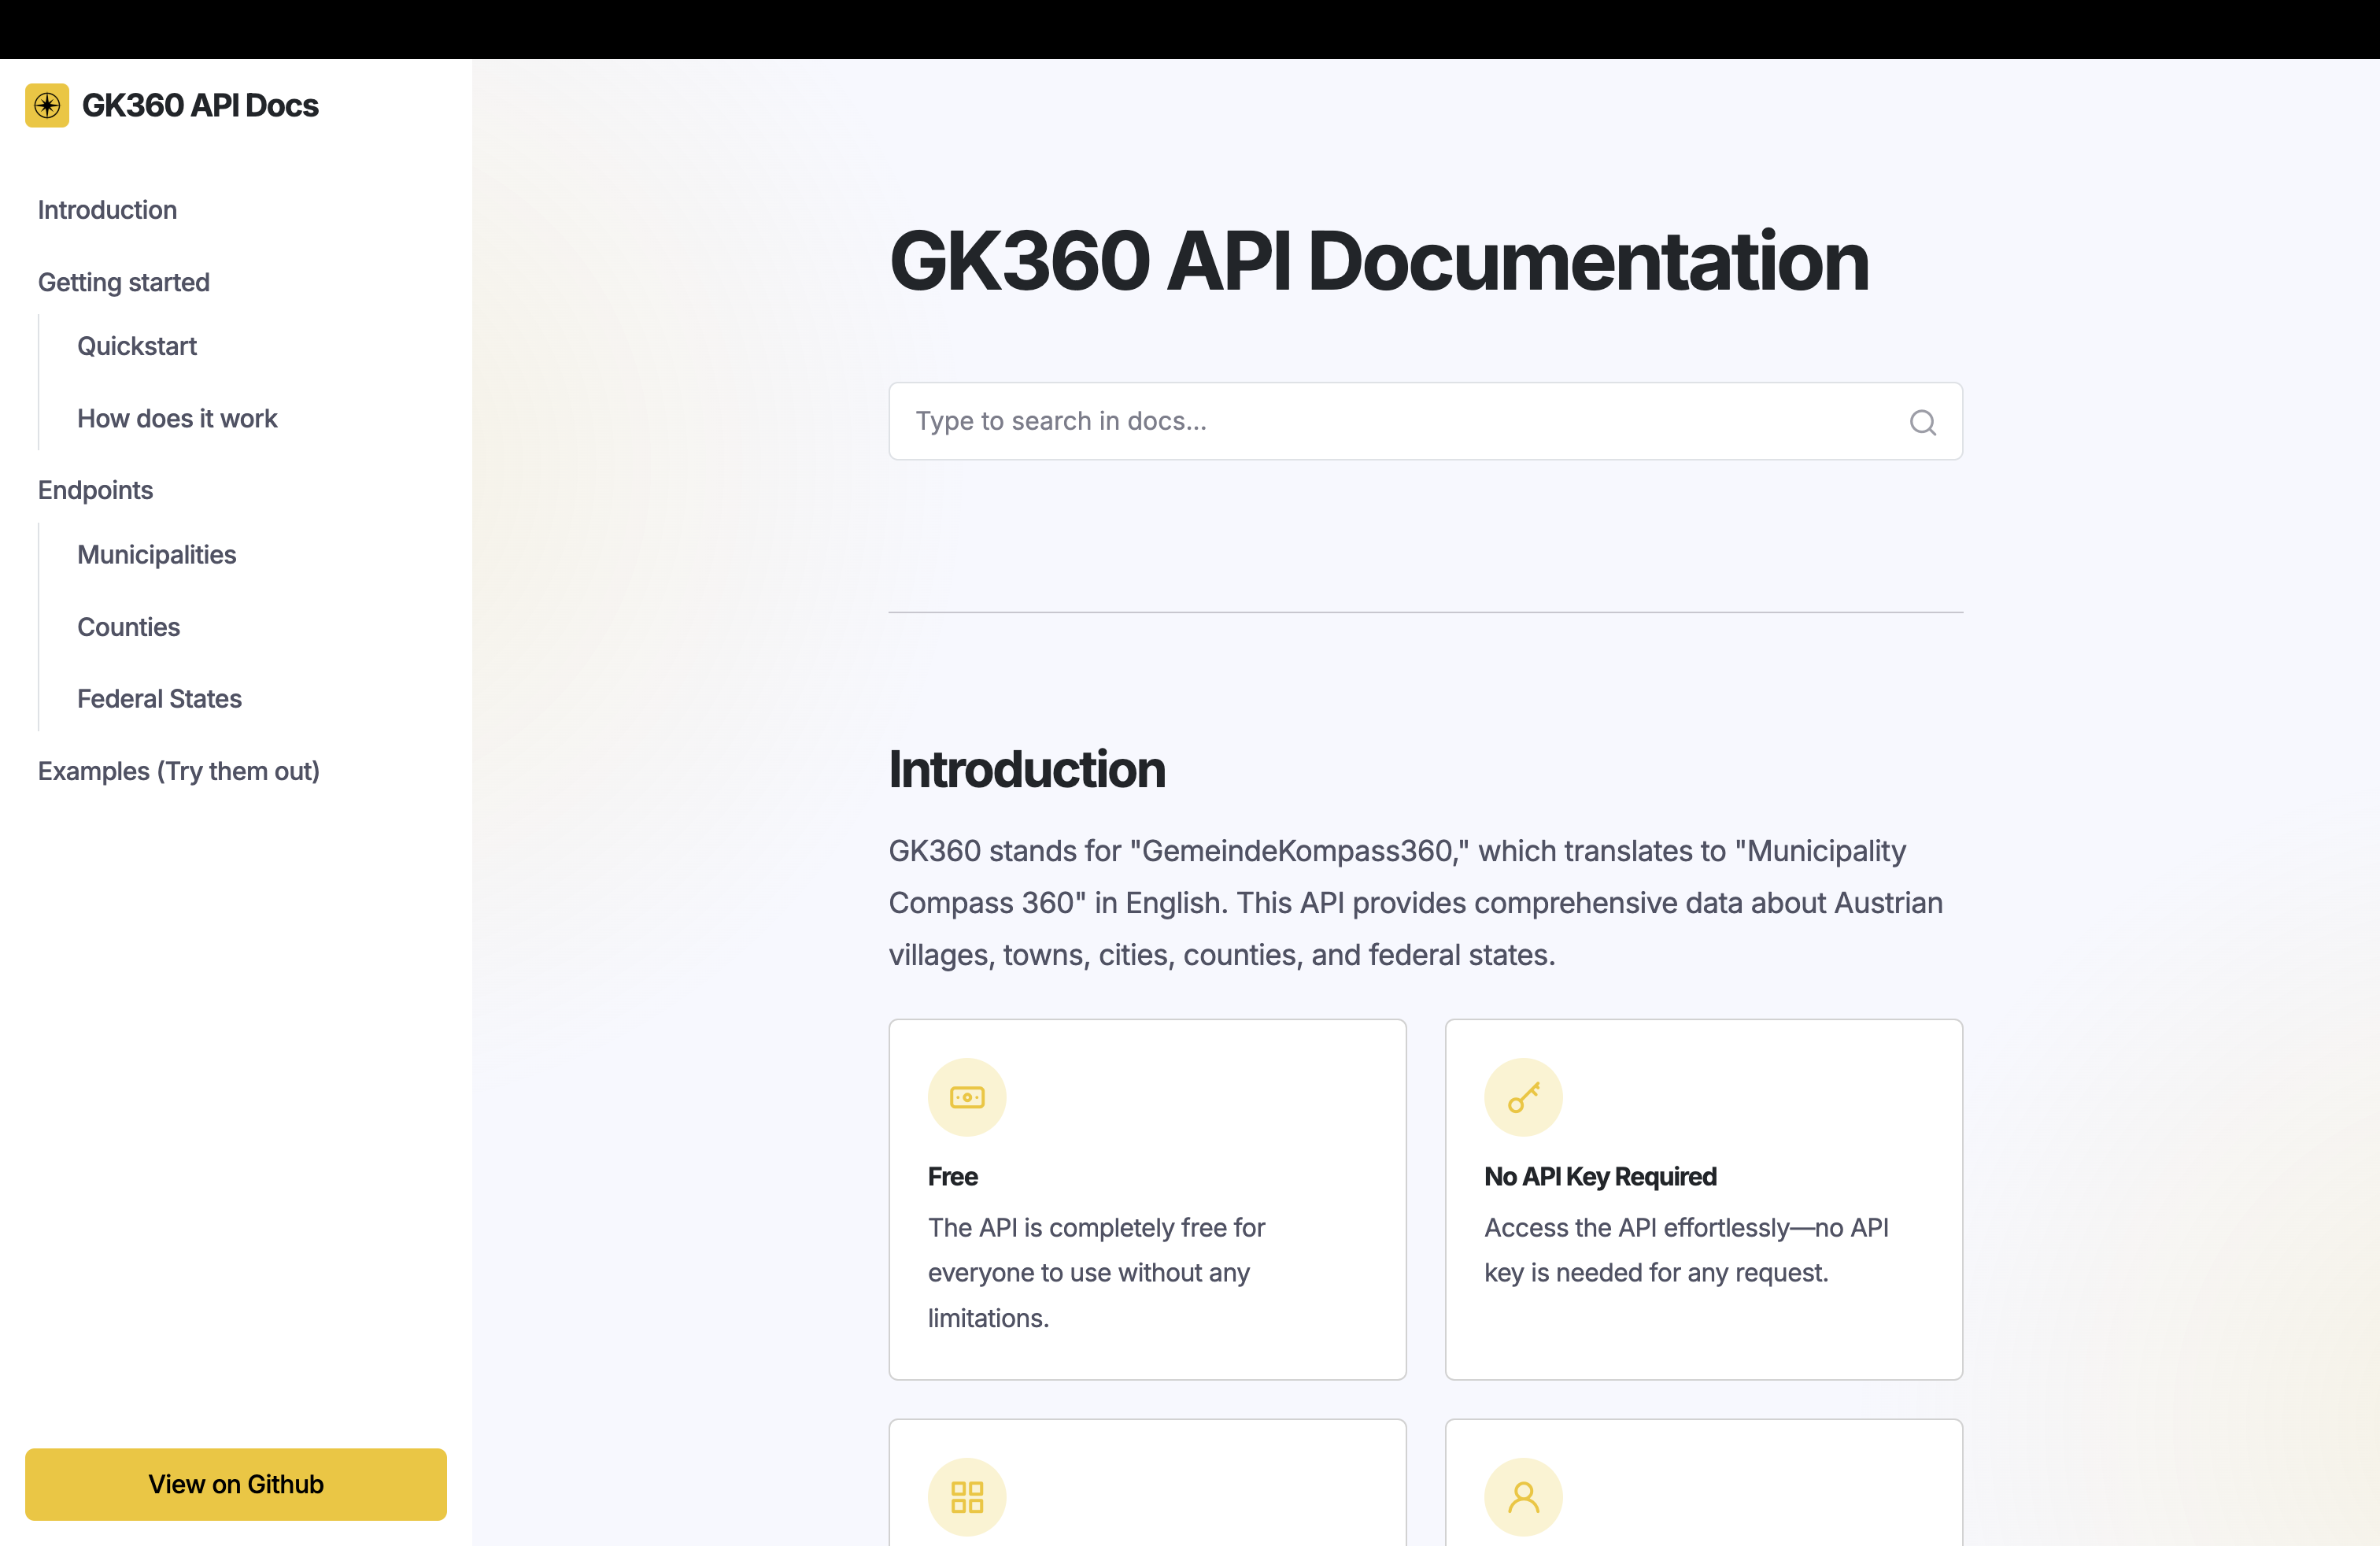 GK360 API Docs
Introduction
Getting started
Quickstart
How does it work
Endpoints
Municipalities
Counties
Federal States
Examples (Try them out)
View on Github
GK360 API Documentation
Type to search in docs...
Introduction
GK360 stands for "GemeindeKompass360," which translates to "Municipality
Compass 360" in English. This API provides comprehensive data about Austrian
villages, towns, cities, counties, and federal states.
Free
The API is completely free for
everyone to use without any
limitations.
No API Key Required
Access the API effortlessly—no API
key is needed for any request.